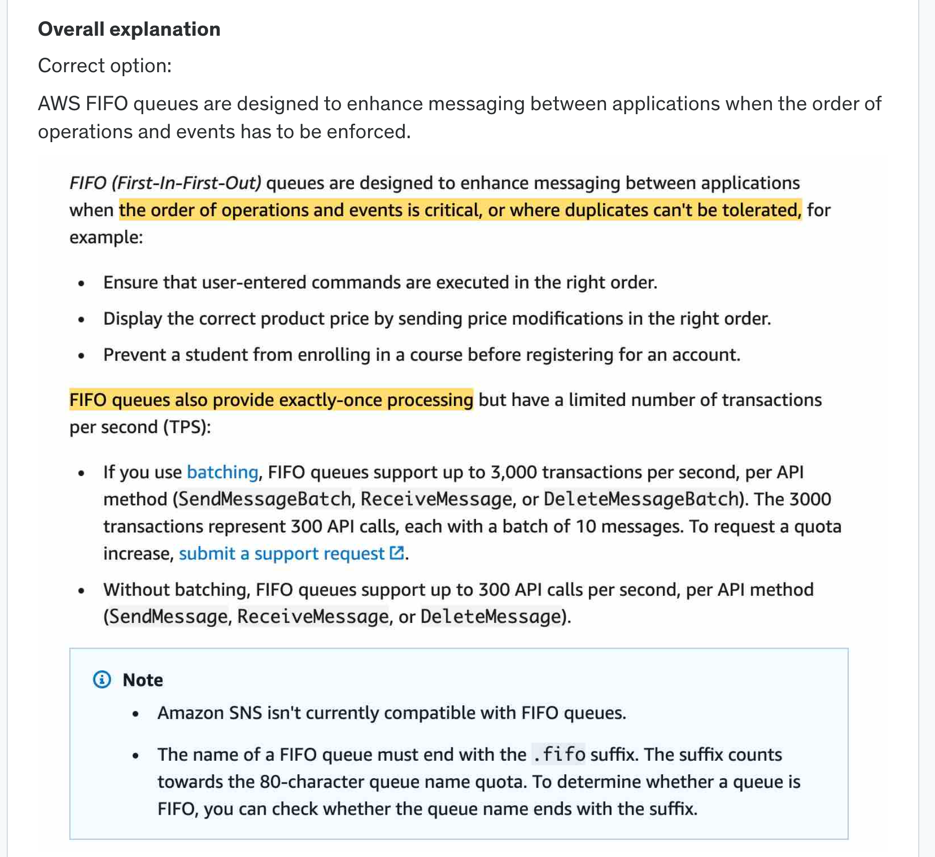 Overall explanation
Correct option:
AWS FIFO queues are designed to enhance messaging between applications when the order of
operations and events has to be enforced.
FIFO (First-In-First-Out) queues are designed to enhance messaging between applications
when the order of operations and events is critical, or where duplicates can't be tolerated, for
example:
• Ensure that user-entered commands are executed in the right order.
• Display the correct product price by sending price modifications in the right order.
• Prevent a student from enrolling in a course before registering for an account.
FIFO queues also provide exactly-once processing but have a limited number of transactions
per second (TPS):
• If you use batching, FIFO queues support up to 3,000 transactions per second, per API
method (SendMessageBatch, ReceiveMessage, or DeleteMessageBatch). The 3000
transactions represent 300 API calls, each with a batch of 10 messages. To request a quota
increase, submit a support request.
• Without batching, FIFO queues support up to 300 API calls per second, per API method
(SendMessage, ReceiveMessage, or DeleteMessage).
Note
• Amazon SNS isn't currently compatible with FIFO queues.
• The name of a FIFO queue must end with the .fifo suffix. The suffix counts
towards the 80-character queue name quota. To determine whether a queue is
FIFO, you can check whether the queue name ends with the suffix.